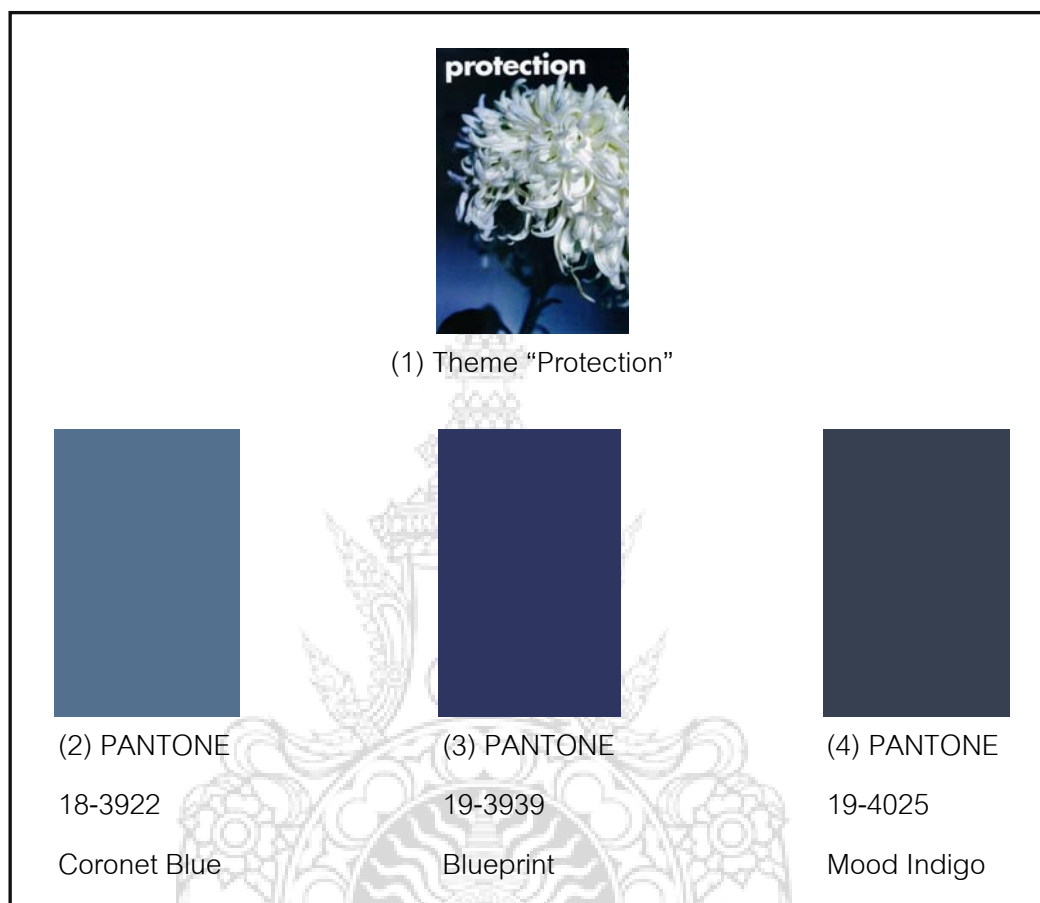 protection
(1) Theme “Protection”
(2) PANTONE
18-3922
Coronet Blue
(3) PANTONE
19-3939
Blueprint
(4) PANTONE
19-4025
Mood Indigo